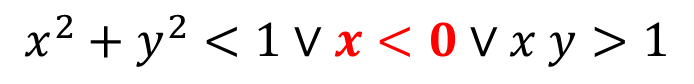 x² + y² < 1 ∨ x < 0 ∨ x y > 1